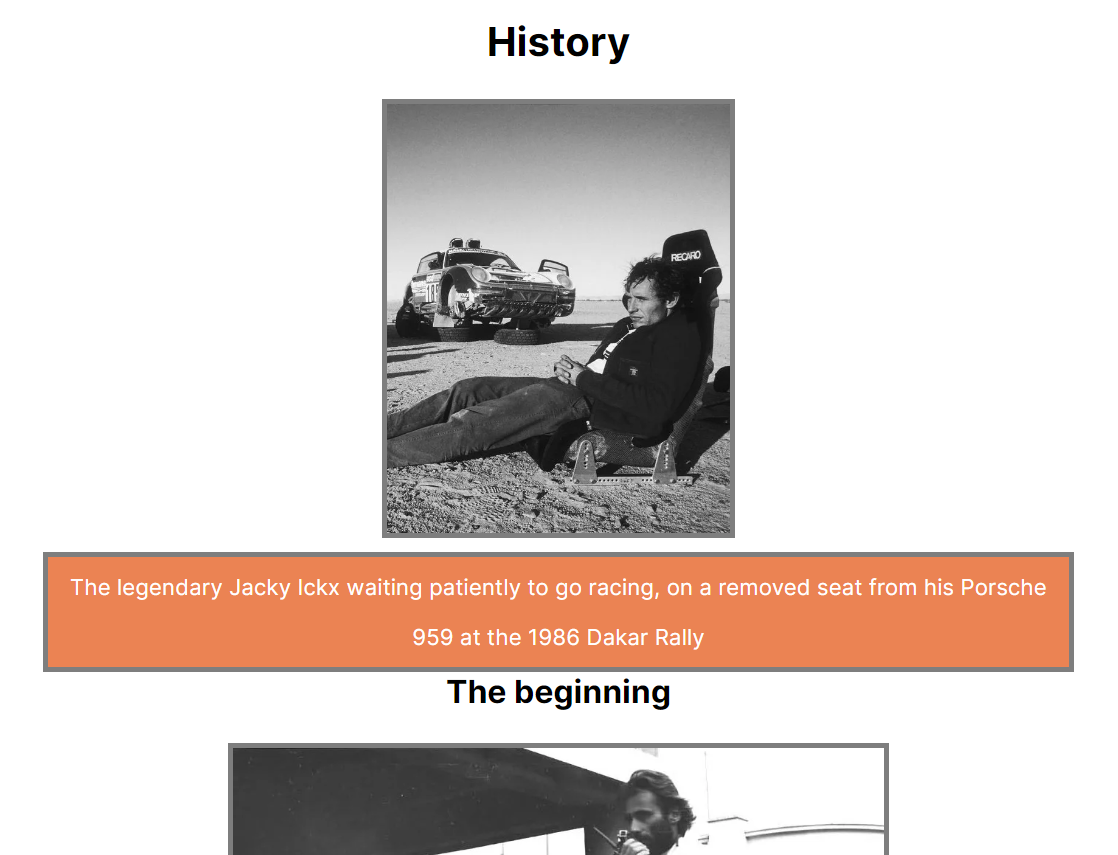 History
RECARO
The legendary Jacky Ickx waiting patiently to go racing, on a removed seat from his Porsche
959 at the 1986 Dakar Rally
The beginning